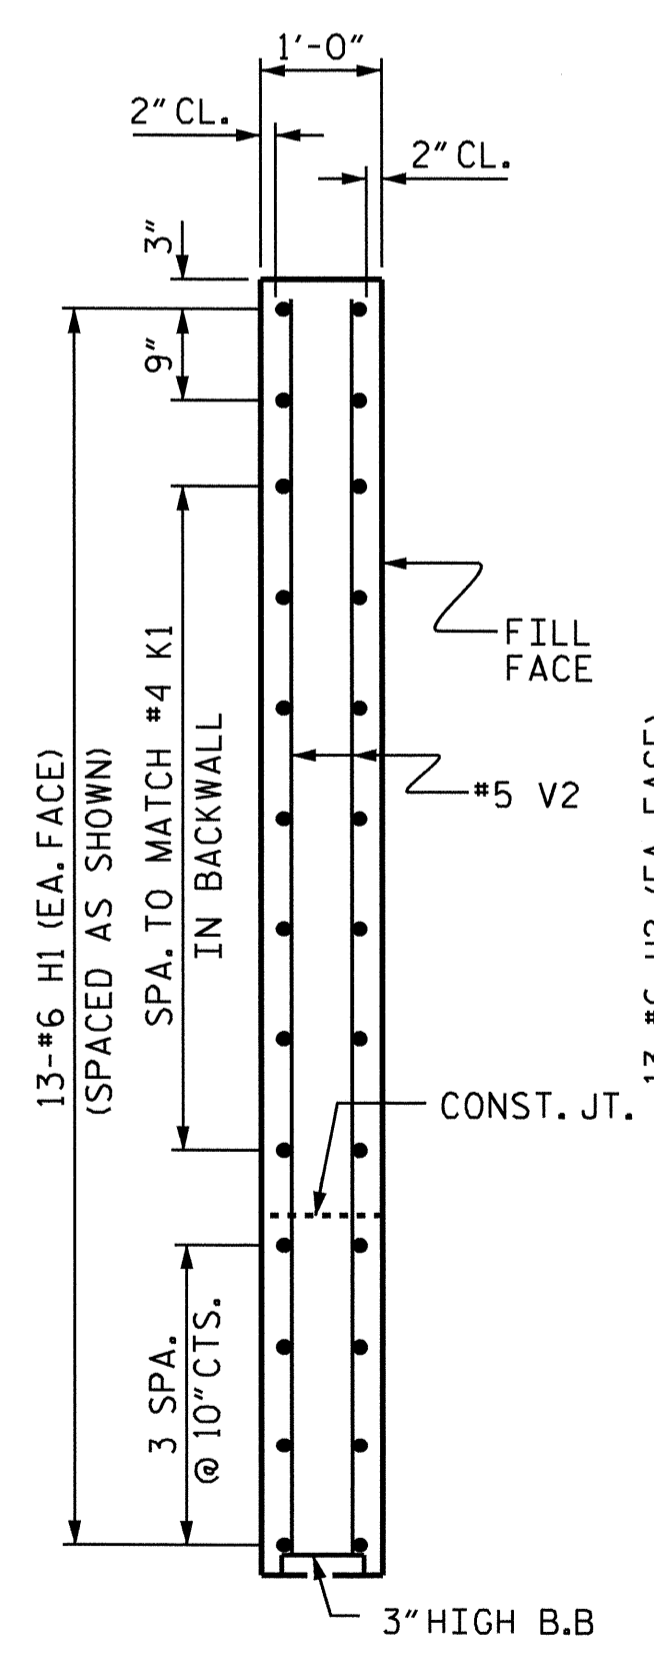 1'-0"
2" CL.
2" CL.
3"
9"
13-#6 H1 (EA. FACE)
(SPACED AS SHOWN)
SPA. TO MATCH #4 K1
IN BACKWALL
FILL
FACE
#5 V2
CONST. JT.
3 SPA.
@ 10" CTS.
3" HIGH B.B